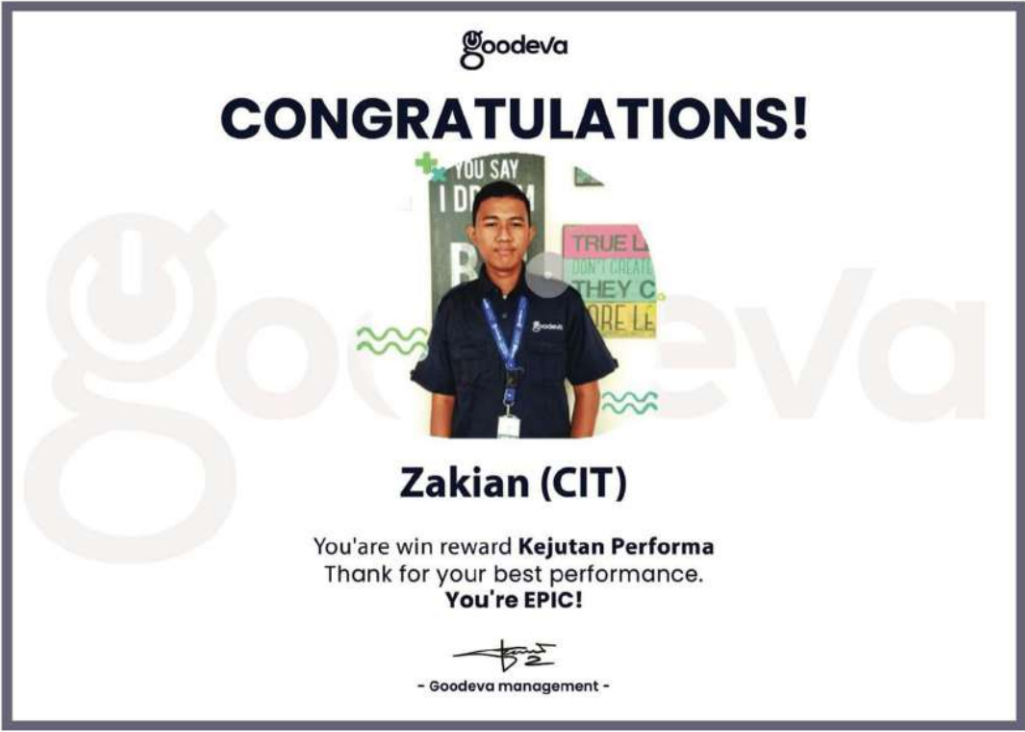 goodeva
CONGRATULATIONS!
YOU SAY
I
TRUE
DON'T CREATE
THEY C
ORE LE
goodeva
goodeva
Zakian (CIT)
You'are win reward Kejutan Performa
Thank for your best performance.
You're EPIC!
- Goodeva management -